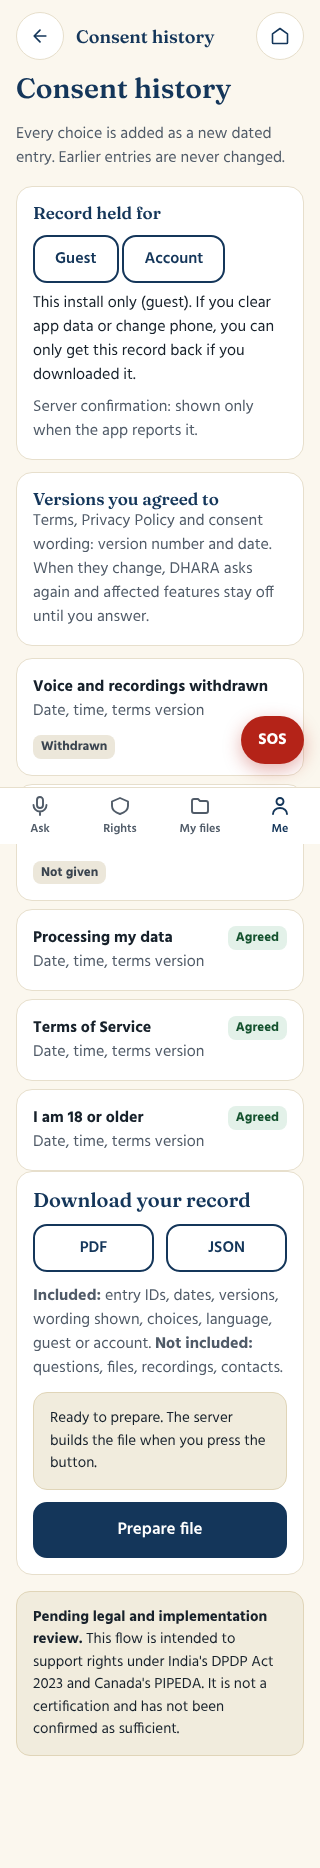 Consent history
Consent history
Every choice is added as a new dated
entry. Earlier entries are never changed.
Record held for
Guest
Account
This install only (guest). If you clear
app data or change phone, you can
only get this record back if you
downloaded it.
Server confirmation: shown only
when the app reports it.
Versions you agreed to
Terms, Privacy Policy and consent
wording: version number and date.
When they change, DHARA asks
again and affected features stay off
until you answer.
Voice and recordings withdrawn
Date, time, terms version
Withdrawn
SOS
Ask
Rights
My files
Me
Not given
Processing my data
Agreed
Date, time, terms version
Terms of Service
Agreed
Date, time, terms version
I am 18 or older
Agreed
Date, time, terms version
Download your record
PDF
JSON
Included: entry IDs, dates, versions,
wording shown, choices, language,
guest or account. Not included:
questions, files, recordings, contacts.
Ready to prepare. The server
builds the file when you press the
button.
Prepare file
Pending legal and implementation
review. This flow is intended to
support rights under India's DPDP Act
2023 and Canada's PIPEDA. It is not a
certification and has not been
confirmed as sufficient.